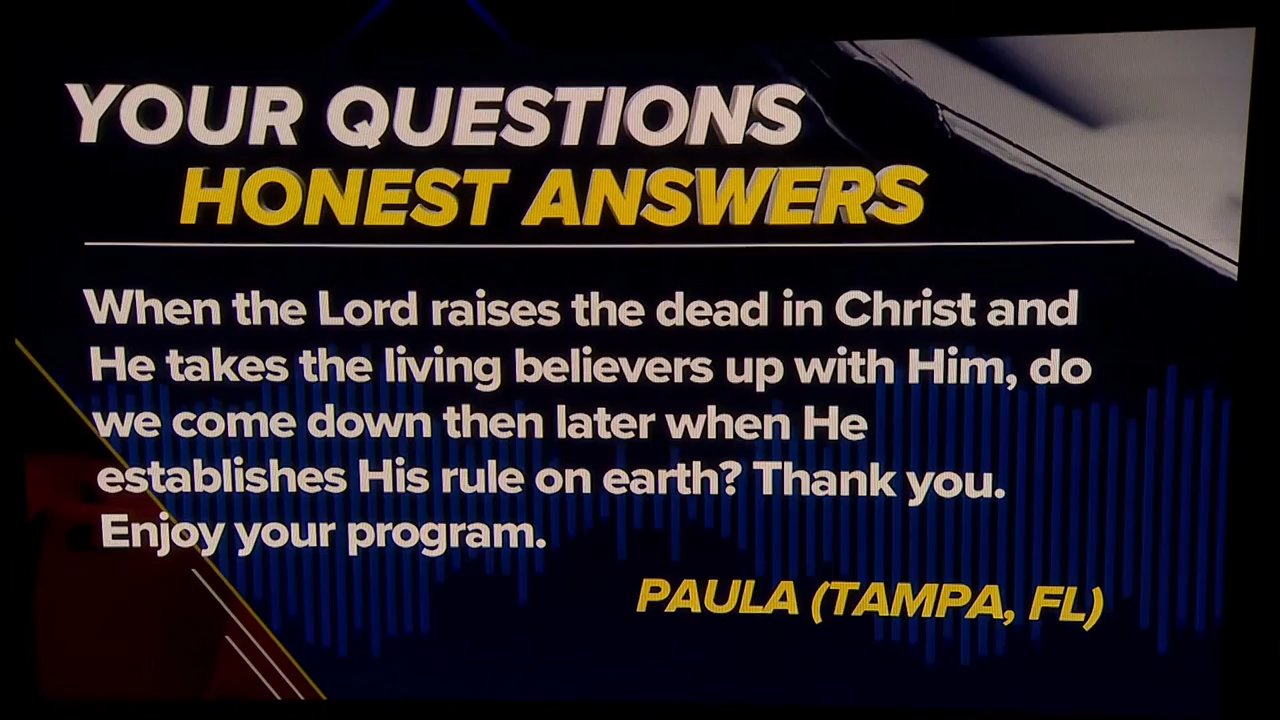 YOUR QUESTIONS
HONEST ANSWERS
When the Lord raises the dead in Christ and
He takes the living believers up with Him, do
we come down then later when He
establishes His rule on earth? Thank you.
Enjoy your program.
PAULA (TAMPA, FL)